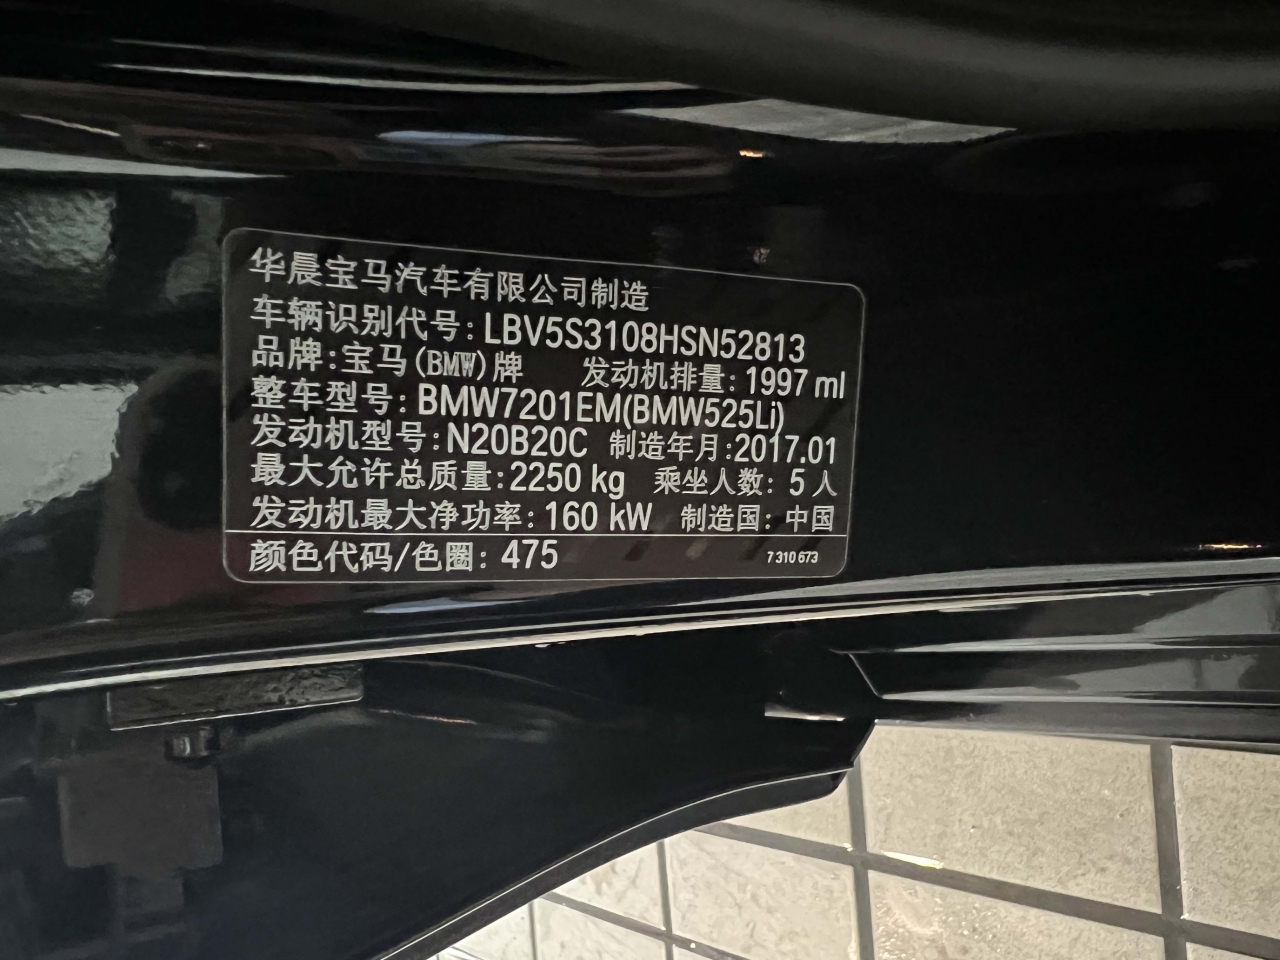 华晨宝马汽车有限公司制造
车辆识别代号: LBV5S3108HSN52813
品牌:宝马(BMW)牌 发动机排量: 1997 ml
整车型号: BMW7201EM(BMW525Li)
发动机型号:N20B20C 制造年月:2017.01
最大允许总质量:2250 kg 乘坐人数: 5 人
发动机最大净功率: 160 kW 制造国: 中国
颜色代码/色圈: 475 7 310 673